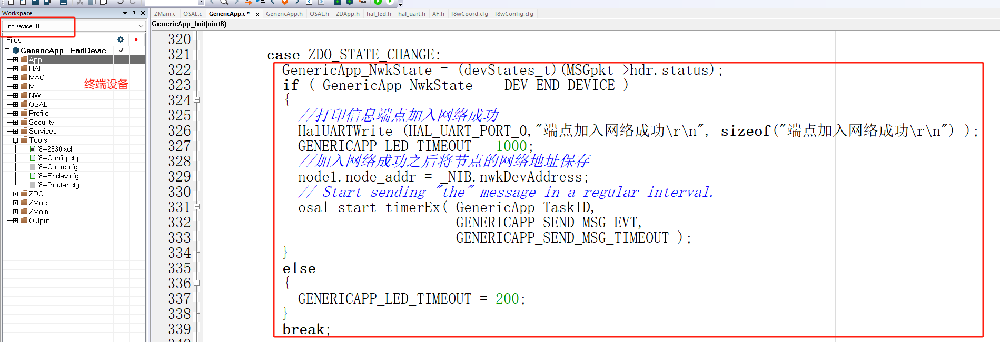 Workspace
EndDeviceEB
Files
GenericApp - EndDevic...
App
HAL
MAC
MT
NWK
OSAL
Profile
Security
Services
Tools
f8w2530.xcl
f8wConfig.cfg
f8wCoord.cfg
f8wEndev.cfg
f8wRouter.cfg
ZDO
ZMac
ZMain
Output
终端设备
ZMain.c OSAL.c GenericApp.c * GenericApp.h OSAL.h ZDApp.h hal_led.h hal_uart.h AF.h f8wCoord.cfg f8wConfig.cfg
GenericApp_Init(uint8)
320
321 case ZDO_STATE_CHANGE:
322 GenericApp_NwkState = (devStates_t)(MSGpkt->hdr.status);
323 if ( GenericApp_NwkState == DEV_END_DEVICE )
324 {
325 //打印信息端点加入网络成功
326 HalUARTWrite (HAL_UART_PORT_0,"端点加入网络成功\r\n", sizeof("端点加入网络成功\r\n") );
327 GENERICAPP_LED_TIMEOUT = 1000;
328 //加入网络成功之后将节点的网络地址保存
329 node1.node_addr = _NIB.nwkDevAddress;
330 // Start sending "the" message in a regular interval.
331 osal_start_timerEx( GenericApp_TaskID,
332 GENERICAPP_SEND_MSG_EVT,
333 GENERICAPP_SEND_MSG_TIMEOUT );
334 }
335 else
336 {
337 GENERICAPP_LED_TIMEOUT = 200;
338 }
339 break;